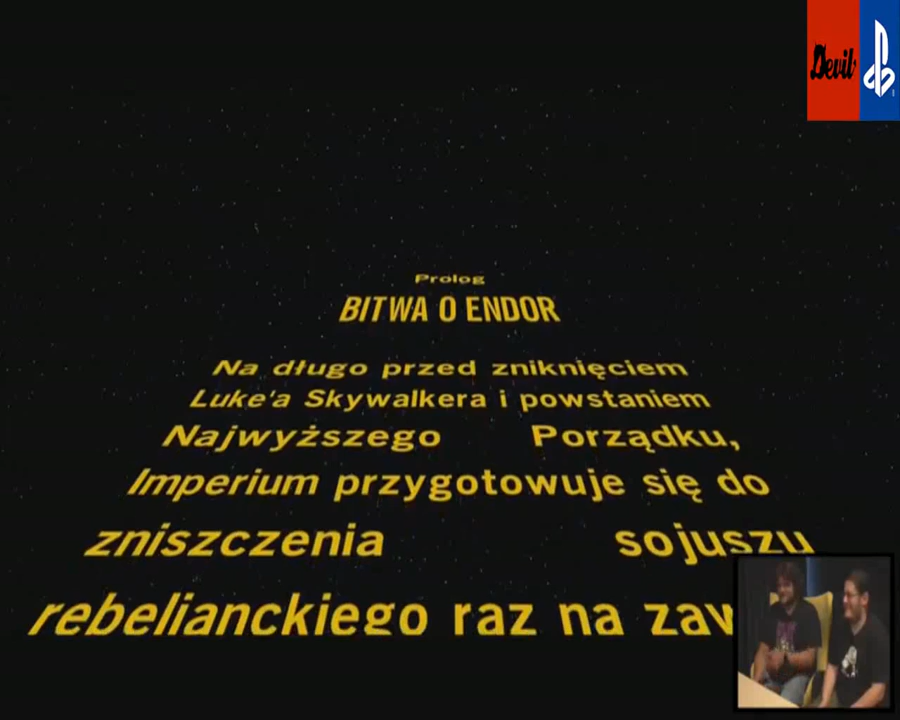 Devil
Prolog
BITWA O ENDOR
Na długo przed zniknięciem
Luke'a Skywalkera i powstaniem
Najwyższego Porządku,
Imperium przygotowuje się do
zniszczenia sojuszu
rebelianckiego raz na